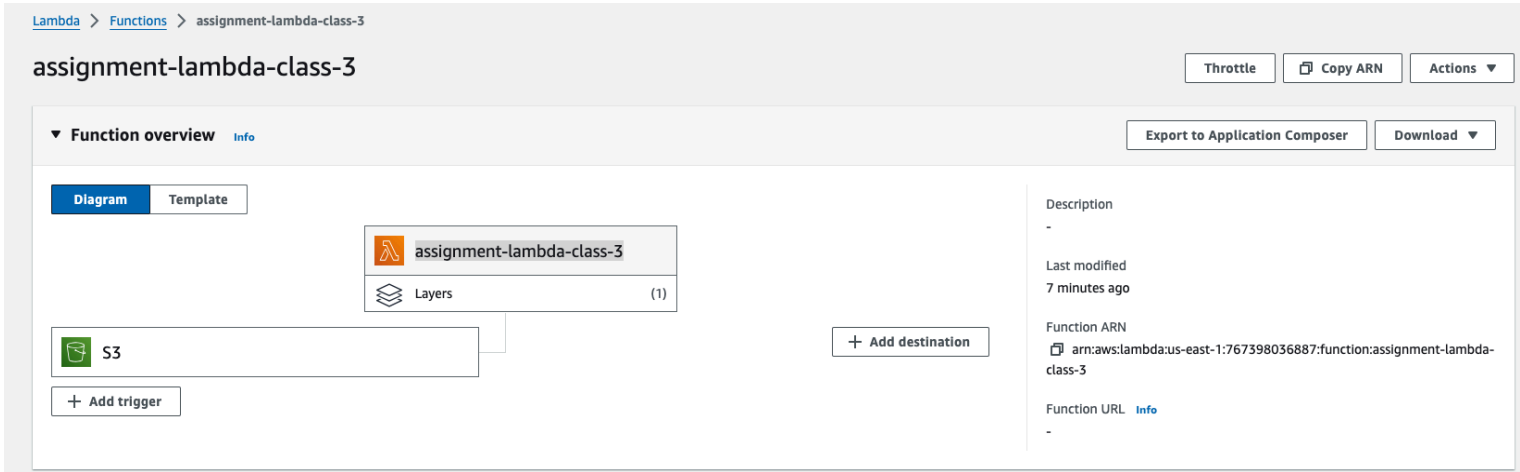 Lambda > Functions > assignment-lambda-class-3
assignment-lambda-class-3
Throttle
Copy ARN
Actions
Function overview Info
Export to Application Composer
Download
Diagram
Template
assignment-lambda-class-3
Layers (1)
S3
+ Add trigger
+ Add destination
Description
-
Last modified
7 minutes ago
Function ARN
arn:aws:lambda:us-east-1:767398036887:function:assignment-lambda-
class-3
Function URL Info
-